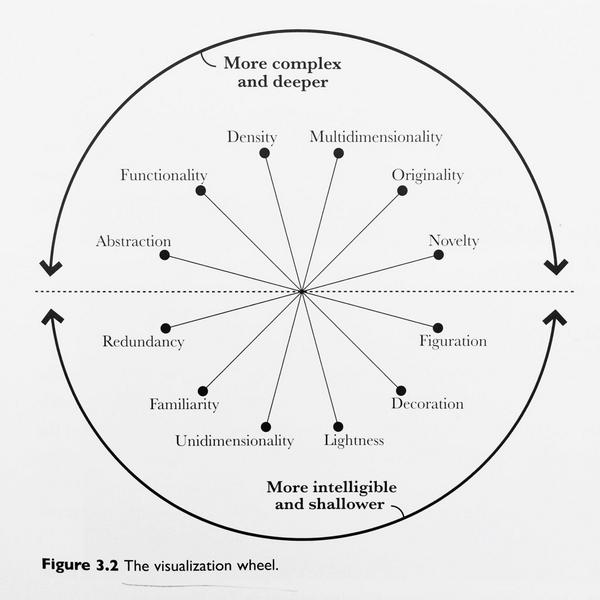 More complex
and deeper
Density
Multidimensionality
Functionality
Originality
Abstraction
Novelty
Redundancy
Figuration
Familiarity
Decoration
Unidimensionality
Lightness
More intelligible
and shallower
Figure 3.2 The visualization wheel.